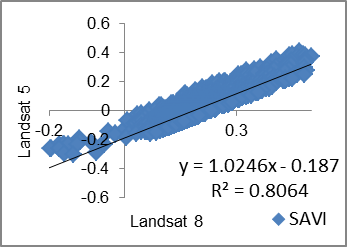 0.6
0.4
0.2
0
-0.2 0.3
-0.2
-0.4
-0.6
Landsat 5
y = 1.0246x - 0.187
R² = 0.8064
Landsat 8
SAVI